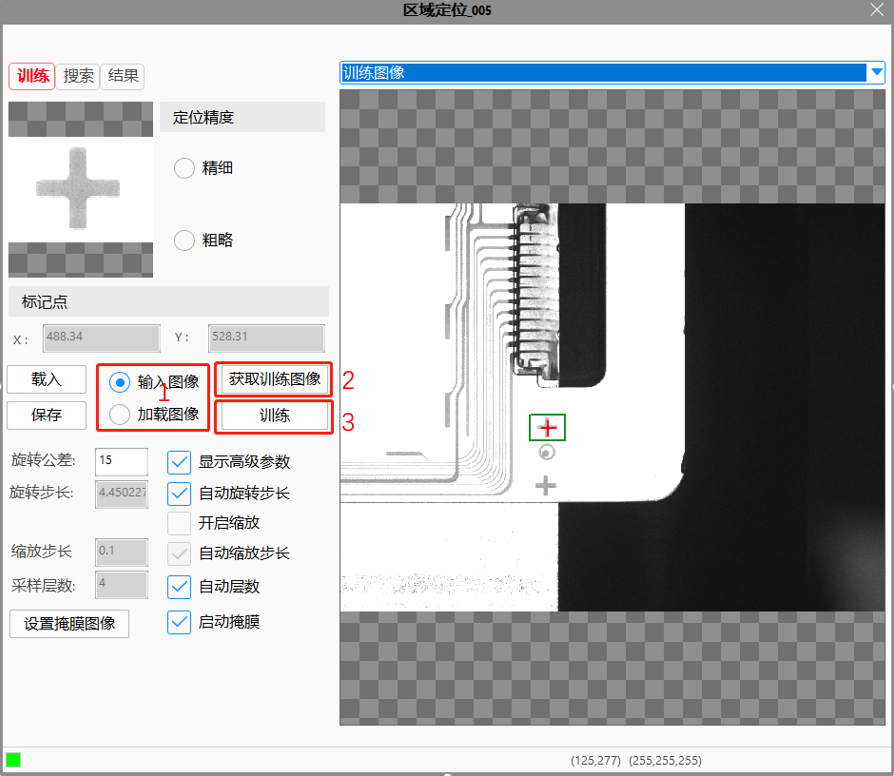 区域定位_005
训练 搜索 结果
训练图像
定位精度
精细
粗略
标记点
X: 488.34 Y: 528.31
载入 输入图像 获取训练图像 2
1
保存 加载图像 训练 3
旋转公差: 15 显示高级参数
旋转步长: 4.450227 自动旋转步长
开启缩放
缩放步长 0.1 自动缩放步长
采样层数: 4 自动层数
设置掩膜图像 启动掩膜
(125,277) (255,255,255)